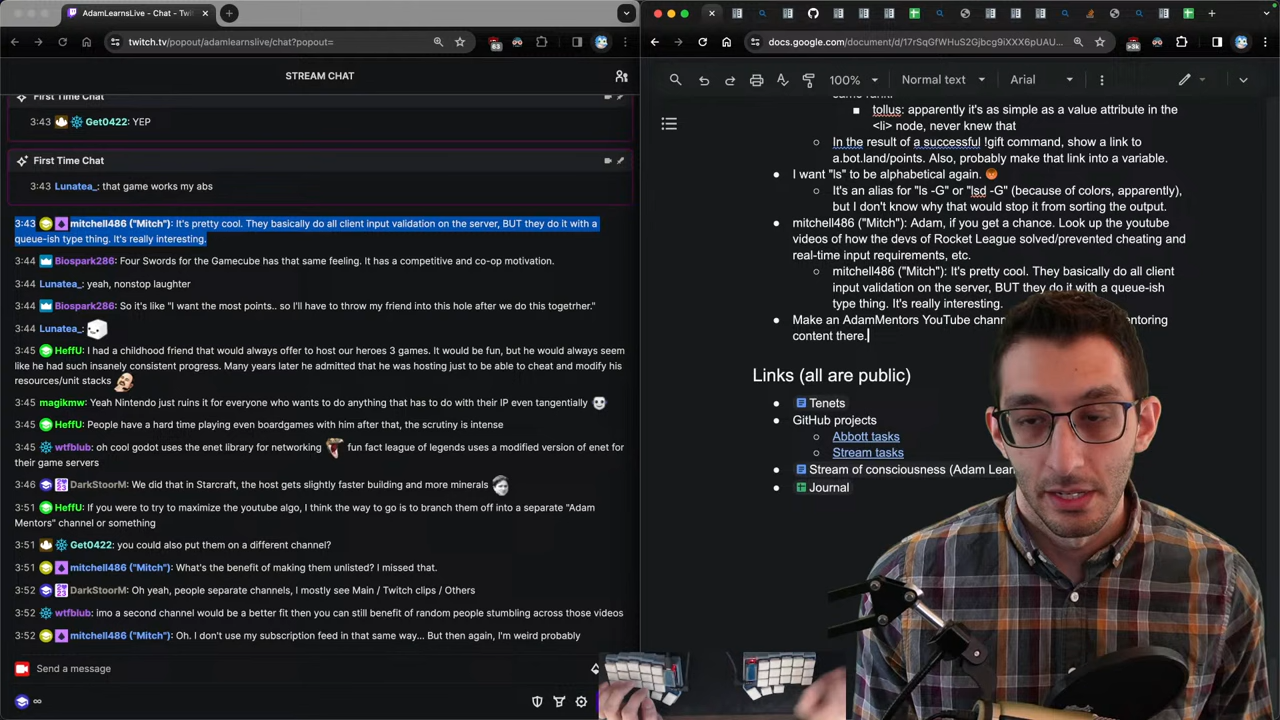 AdamLearnsLive - Chat - Twit
twitch.tv/popout/adamlearnslive/chat?popout=
63
STREAM CHAT
First Time Chat
3:43 Get0422: YEP
First Time Chat
3:43 Lunatea_: that game works my abs
3:43 mitchell486 ("Mitch"): It's pretty cool. They basically do all client input validation on the server, BUT they do it with a
queue-ish type thing. It's really interesting.
3:44 Biospark286: Four Swords for the Gamecube has that same feeling. It has a competitive and co-op motivation.
3:44 Lunatea_: yeah, nonstop laughter
3:44 Biospark286: So it's like "I want the most points.. so I'll have to throw my friend into this hole after we do this togetrher."
3:44 Lunatea_:
3:45 HeffU: I had a childhood friend that would always offer to host our heroes 3 games. It would be fun, but he would always seem
like he had such insanely consistent progress. Many years later he admitted that he was hosting just to be able to cheat and modify his
resources/unit stacks
3:45 magikmw: Yeah Nintendo just ruins it for everyone who wants to do anything that has to do with their IP even tangentially
3:45 HeffU: People have a hard time playing even boardgames with him after that, the scrutiny is intense
3:45 wtfblub: oh cool godot uses the enet library for networking fun fact league of legends uses a modified version of enet for
their game servers
3:46 DarkStoorM: We did that in Starcraft, the host gets slightly faster building and more minerals
3:51 HeffU: If you were to try to maximize the youtube algo, I think the way to go is to branch them off into a separate "Adam
Mentors" channel or something
3:51 Get0422: you could also put them on a different channel?
3:51 mitchell486 ("Mitch"): What's the benefit of making them unlisted? I missed that.
3:52 DarkStoorM: Oh yeah, people separate channels, I mostly see Main / Twitch clips / Others
3:52 wtfblub: imo a second channel would be a better fit then you can still benefit of random people stumbling across those videos
3:52 mitchell486 ("Mitch"): Oh. I don't use my subscription feed in that same way... But then again, I'm weird probably
Send a message
∞
docs.google.com/document/d/17rSqGfWHuS2Gjbcg9iXXX6pUAU...
>3k
100%
Normal text
Arial
same rank.
tollus: apparently it's as simple as a value attribute in the
<li> node, never knew that
In the result of a successful !gift command, show a link to
a.bot.land/points. Also, probably make that link into a variable.
I want "ls" to be alphabetical again.
It's an alias for "ls -G" or "lsd -G" (because of colors, apparently),
but I don't know why that would stop it from sorting the output.
mitchell486 ("Mitch"): Adam, if you get a chance. Look up the youtube
videos of how the devs of Rocket League solved/prevented cheating and
real-time input requirements, etc.
mitchell486 ("Mitch"): It's pretty cool. They basically do all client
input validation on the server, BUT they do it with a queue-ish
type thing. It's really interesting.
Make an AdamMentors YouTube chann entoring
content there.
Links (all are public)
Tenets
GitHub projects
Abbott tasks
Stream tasks
Stream of consciousness (Adam Lear
Journal